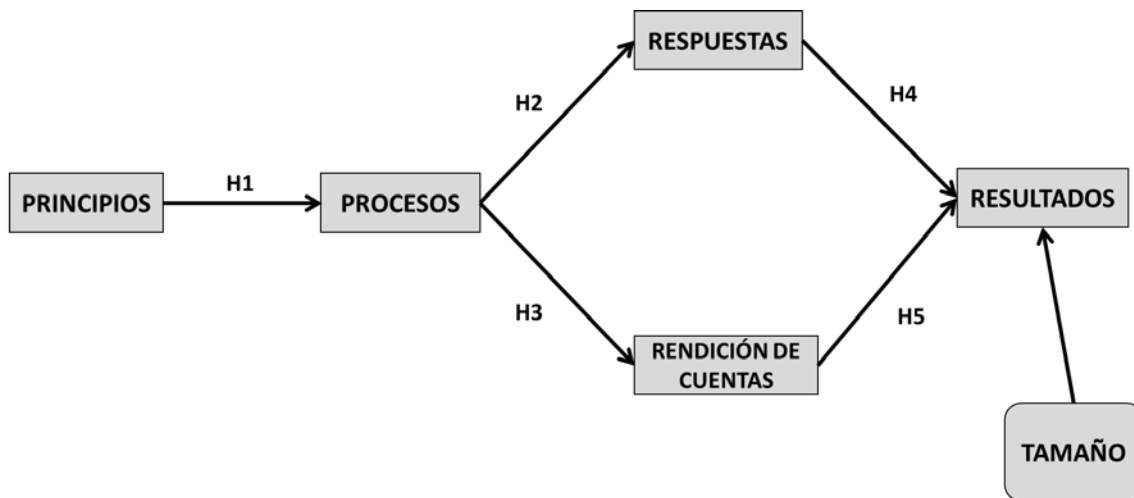 RESPUESTAS
H2
H4
H1
PRINCIPIOS
PROCESOS
RESULTADOS
H3
H5
RENDICIÓN DE
CUENTAS
TAMAÑO